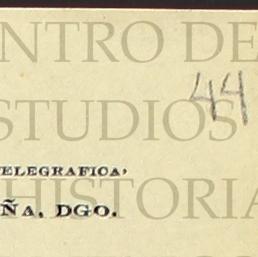 NTRO DE
44
STUDIOS
ELEGRAFICA,
ÑA, DGO.
HISTORIA